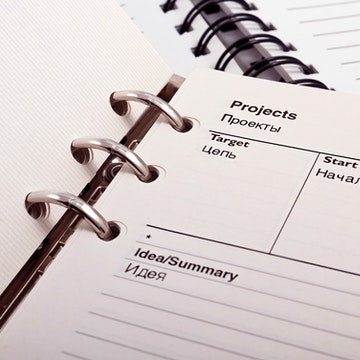 Projects
Проекты
Target
Цель
Start
Начал
*
Idea/Summary
Идея